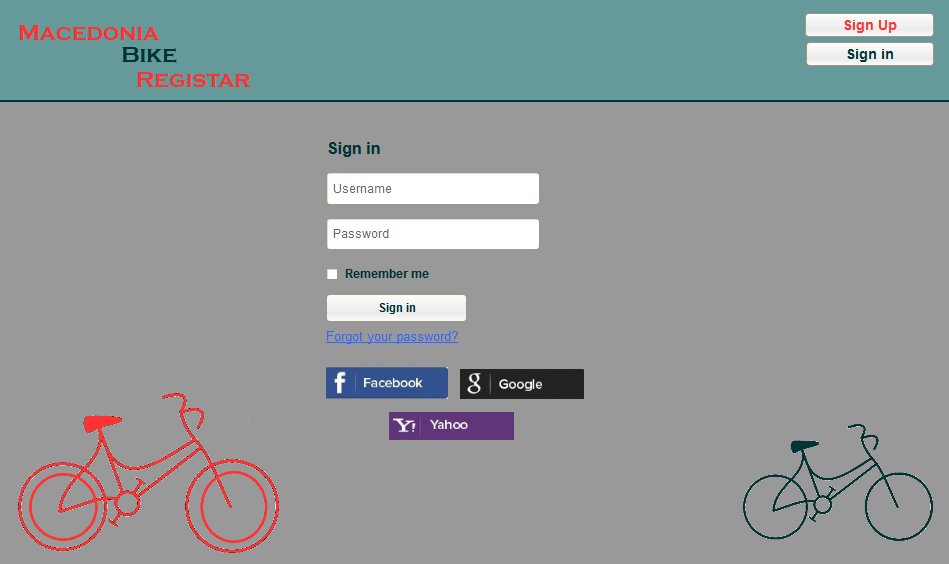 Macedonia
Bike
Registar
Sign Up
Sign in
Sign in
Username
Password
Remember me
Sign in
Forgot your password?
f Facebook
g Google
Y! Yahoo